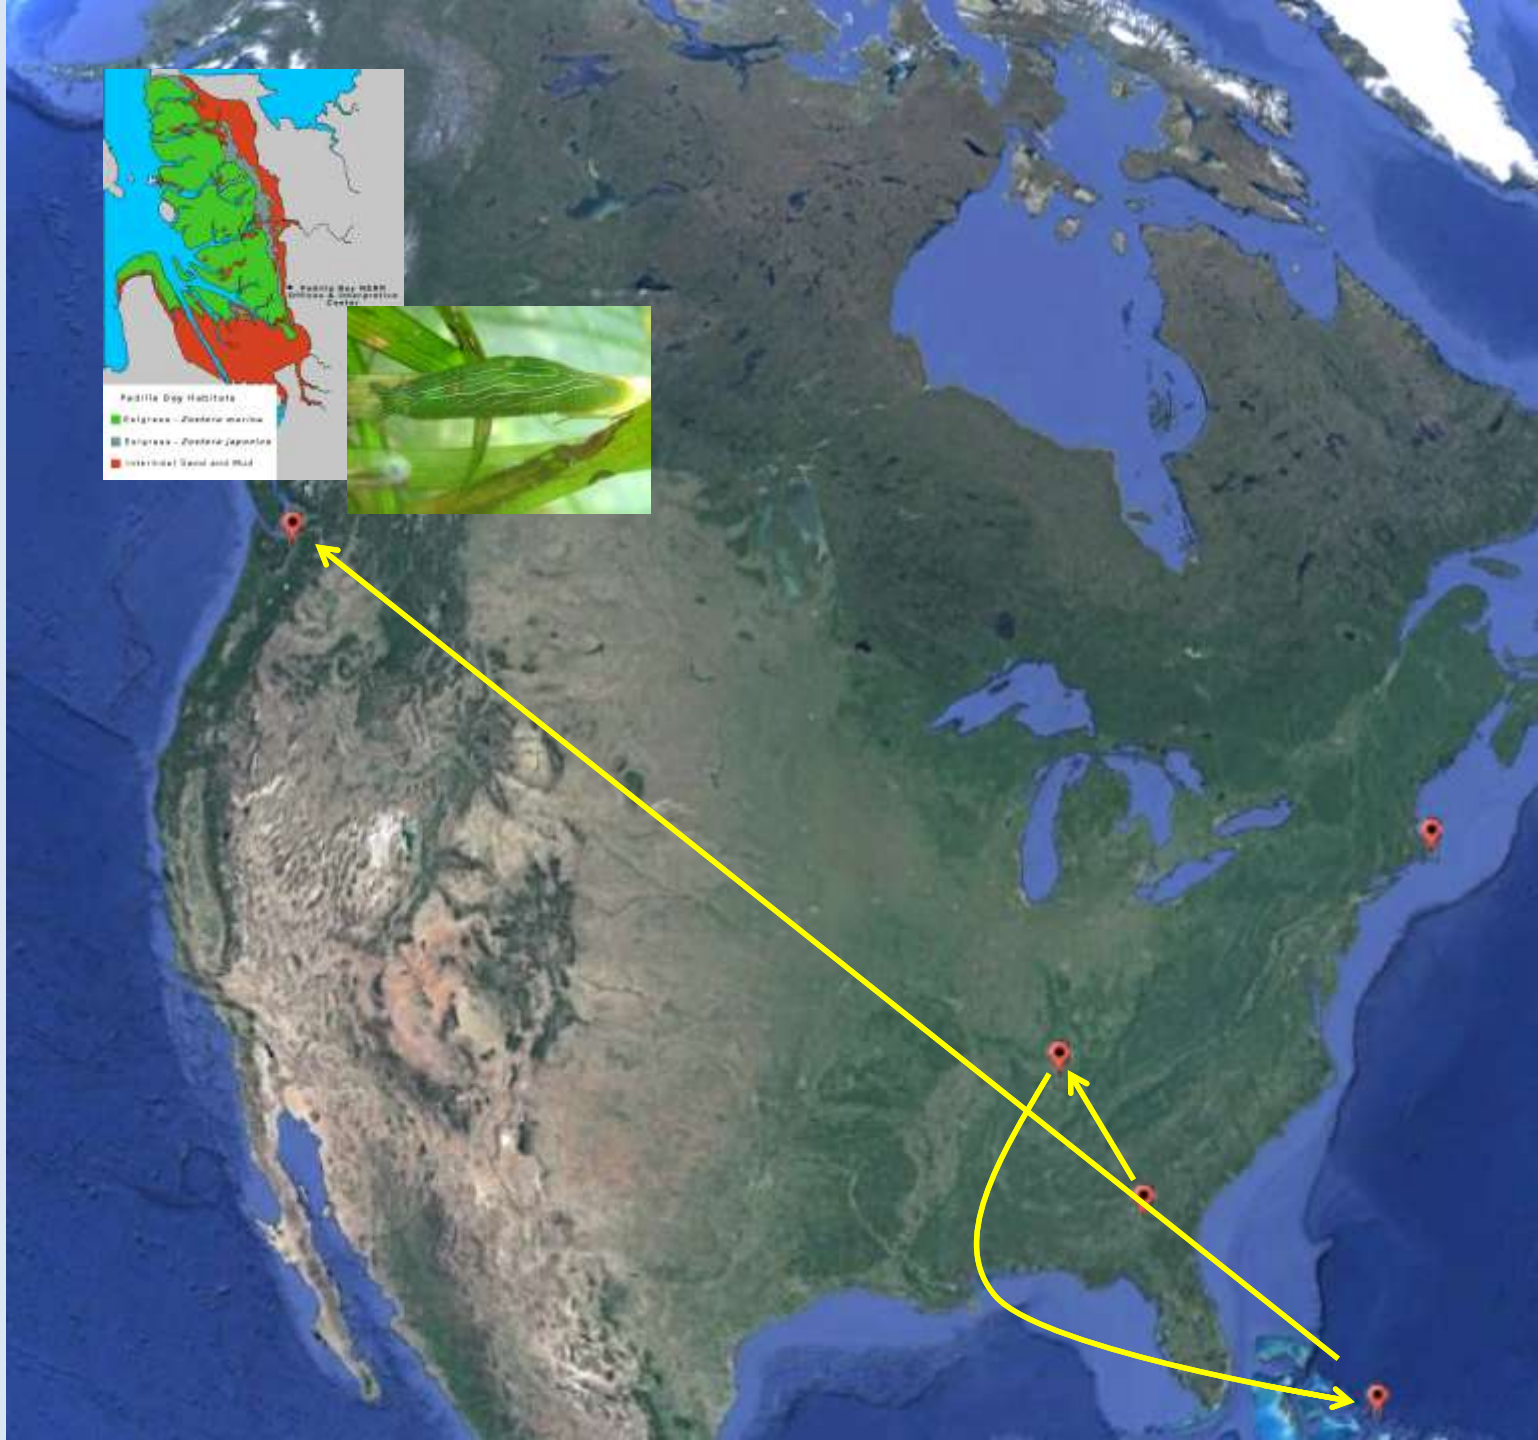 Padilla Bay NERR
Offices & Interpretive
Center
Padilla Bay Habitats
Eelgrass - Zostera marina
Eelgrass - Zostera japonica
Intertidal Sand and Mud